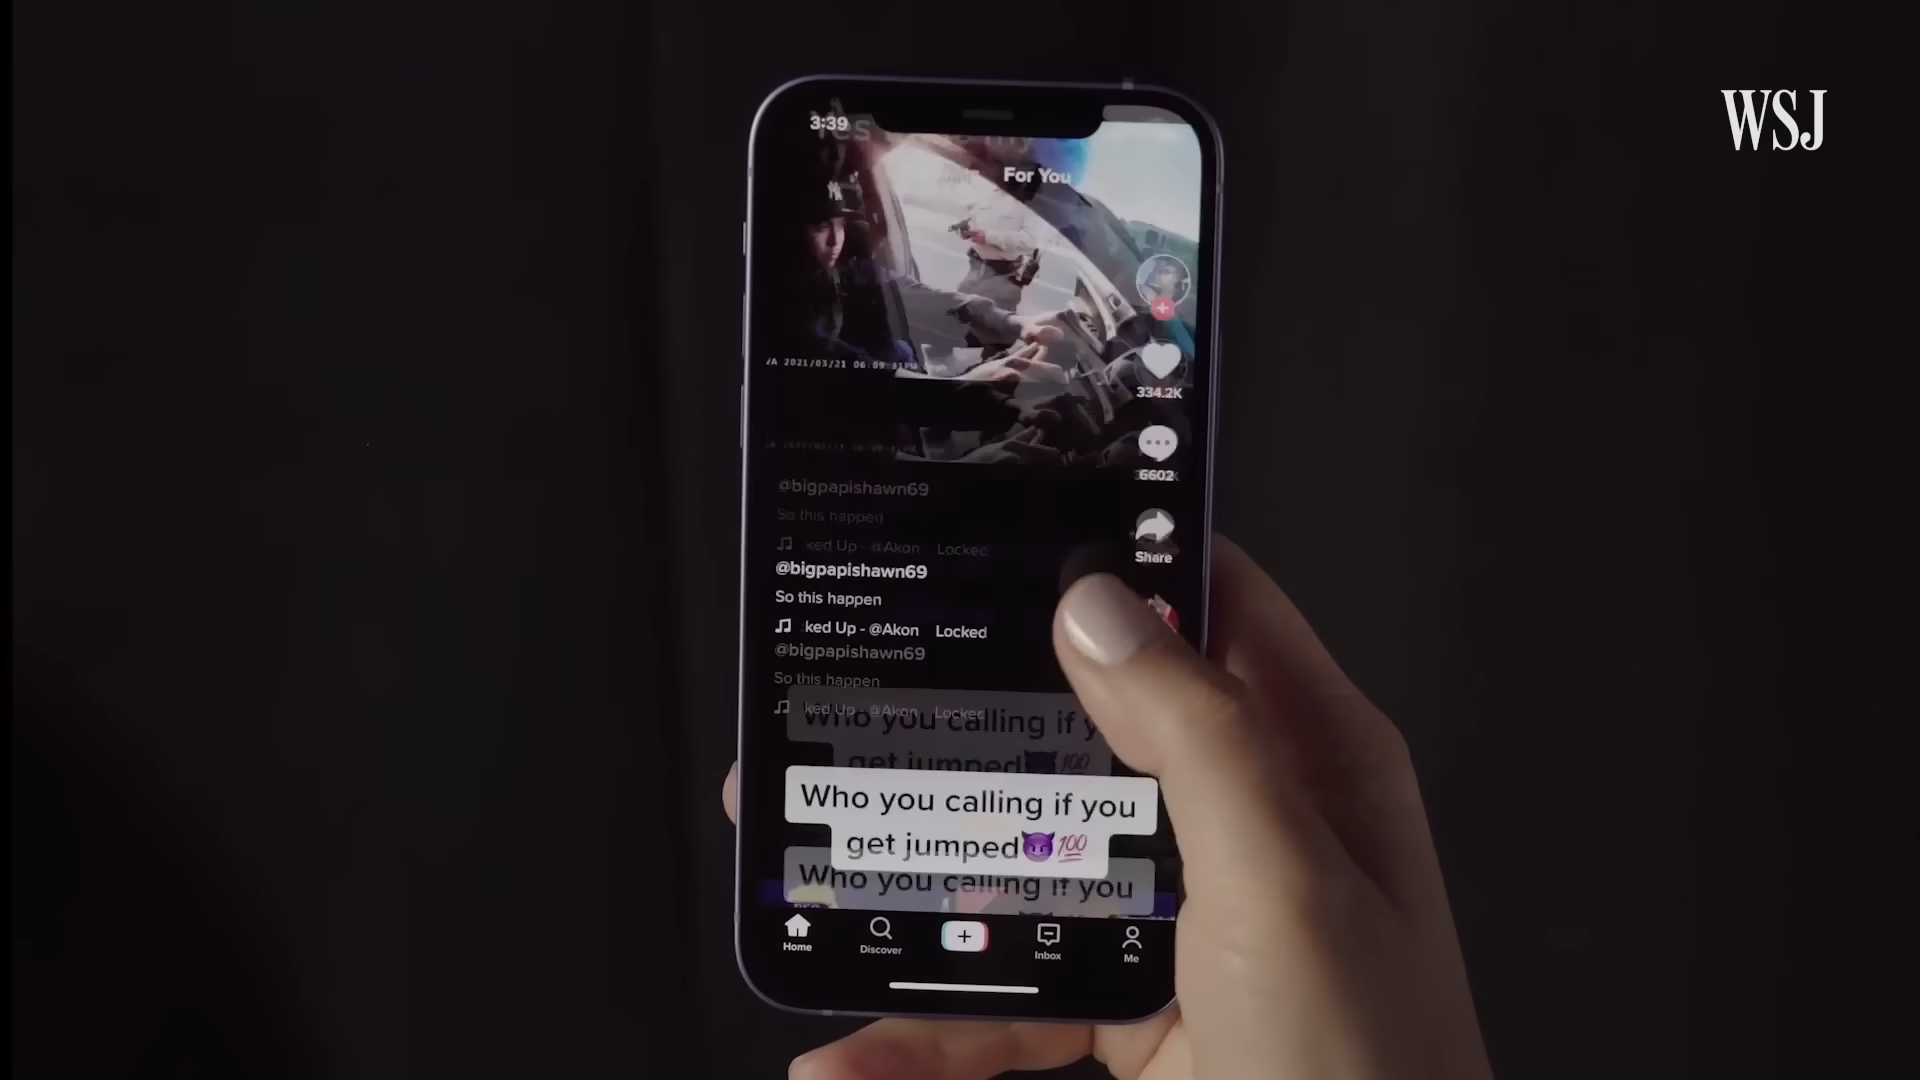 WSJ
3:39
Yes
For You
VA 2021/03/21 06:09:31PM
334.2K
6602
@bigpapishawn69
So this happen
ked Up - @Akon Locked
Share
@bigpapishawn69
So this happen
ked Up - @Akon Locked
@bigpapishawn69
So this happen
ked Up - @Akon Locked
Who you calling if y
get jumped😈💯
Who you calling if you
get jumped😈💯
Who you calling if you
Home
Discover
Inbox
Me